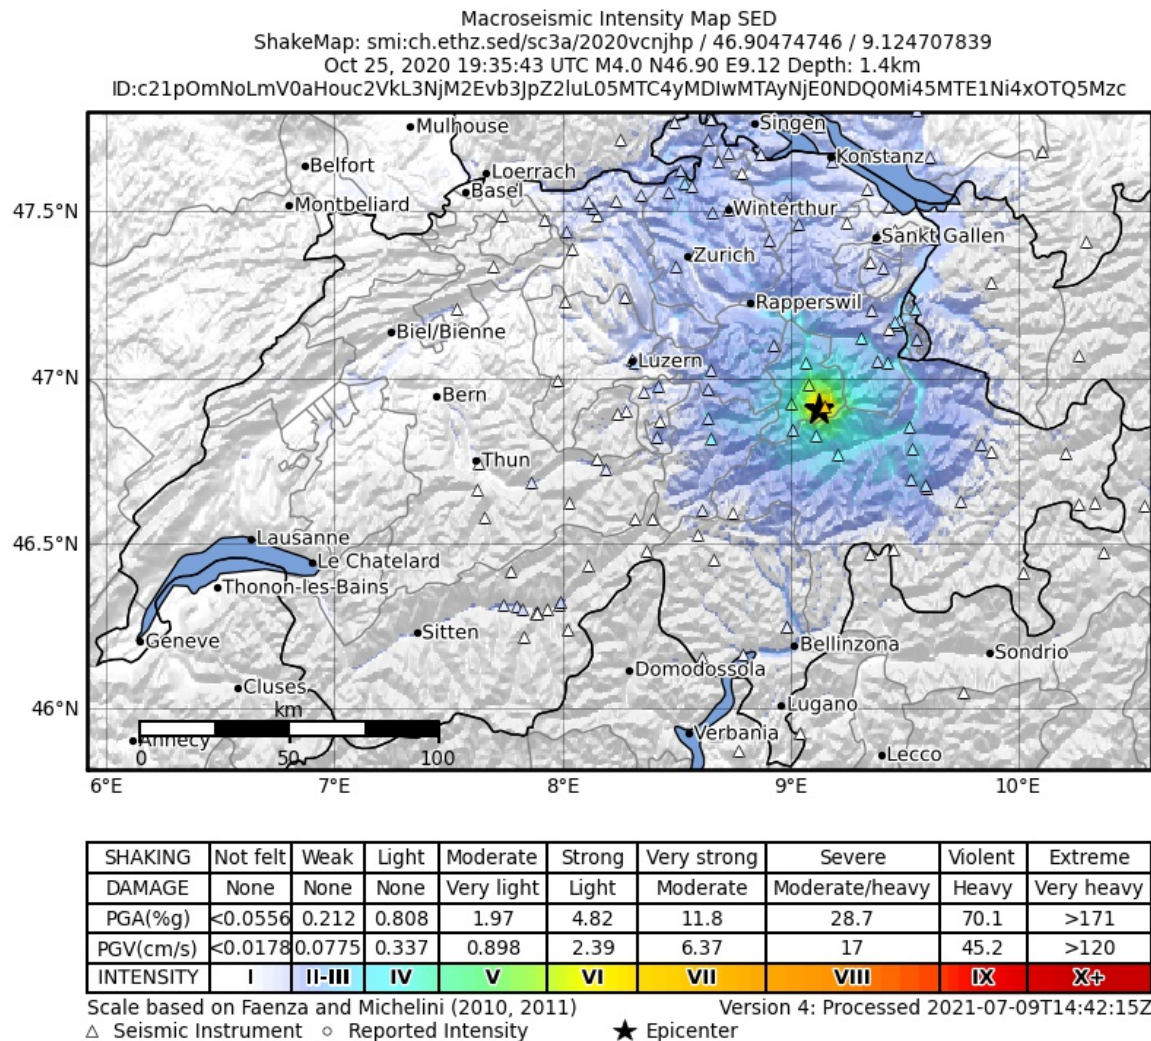 Macroseismic Intensity Map SED
ShakeMap: smi:ch.ethz.sed/sc3a/2020vcnjhp / 46.90474746 / 9.124707839
Oct 25, 2020 19:35:43 UTC M4.0 N46.90 E9.12 Depth: 1.4km
ID:c21pOmNoLmV0aHouc2VkL3NjM2Evb3JpZ2luL05MTC4yMDIwMTAyNjE0NDQ0Mi45MTE1Ni4xOTQ5Mzc
Mulhouse
Singen
Belfort
Loerrach
Konstanz
Basel
Montbeliard
47.5°N
Winterthur
Sankt Gallen
Zurich
Rapperswil
Biel/Bienne
Luzern
47°N
Bern
Thun
46.5°N
Lausanne
Le Chatelard
Thonon-les-Bains
Sitten
Geneve
Bellinzona
Sondrio
Domodossola
Cluses
46°N
km
Lugano
Verbania
Annecy
Lecco
0 50 100
6°E 7°E 8°E 9°E 10°E
SHAKING Not felt Weak Light Moderate Strong Very strong Severe Violent Extreme
DAMAGE None None None Very light Light Moderate Moderate/heavy Heavy Very heavy
PGA(%g) <0.0556 0.212 0.808 1.97 4.82 11.8 28.7 70.1 >171
PGV(cm/s) <0.0178 0.0775 0.337 0.898 2.39 6.37 17 45.2 >120
INTENSITY I II-III IV V VI VII VIII IX X+
Scale based on Faenza and Michelini (2010, 2011) Version 4: Processed 2021-07-09T14:42:15Z
△ Seismic Instrument ○ Reported Intensity ★ Epicenter